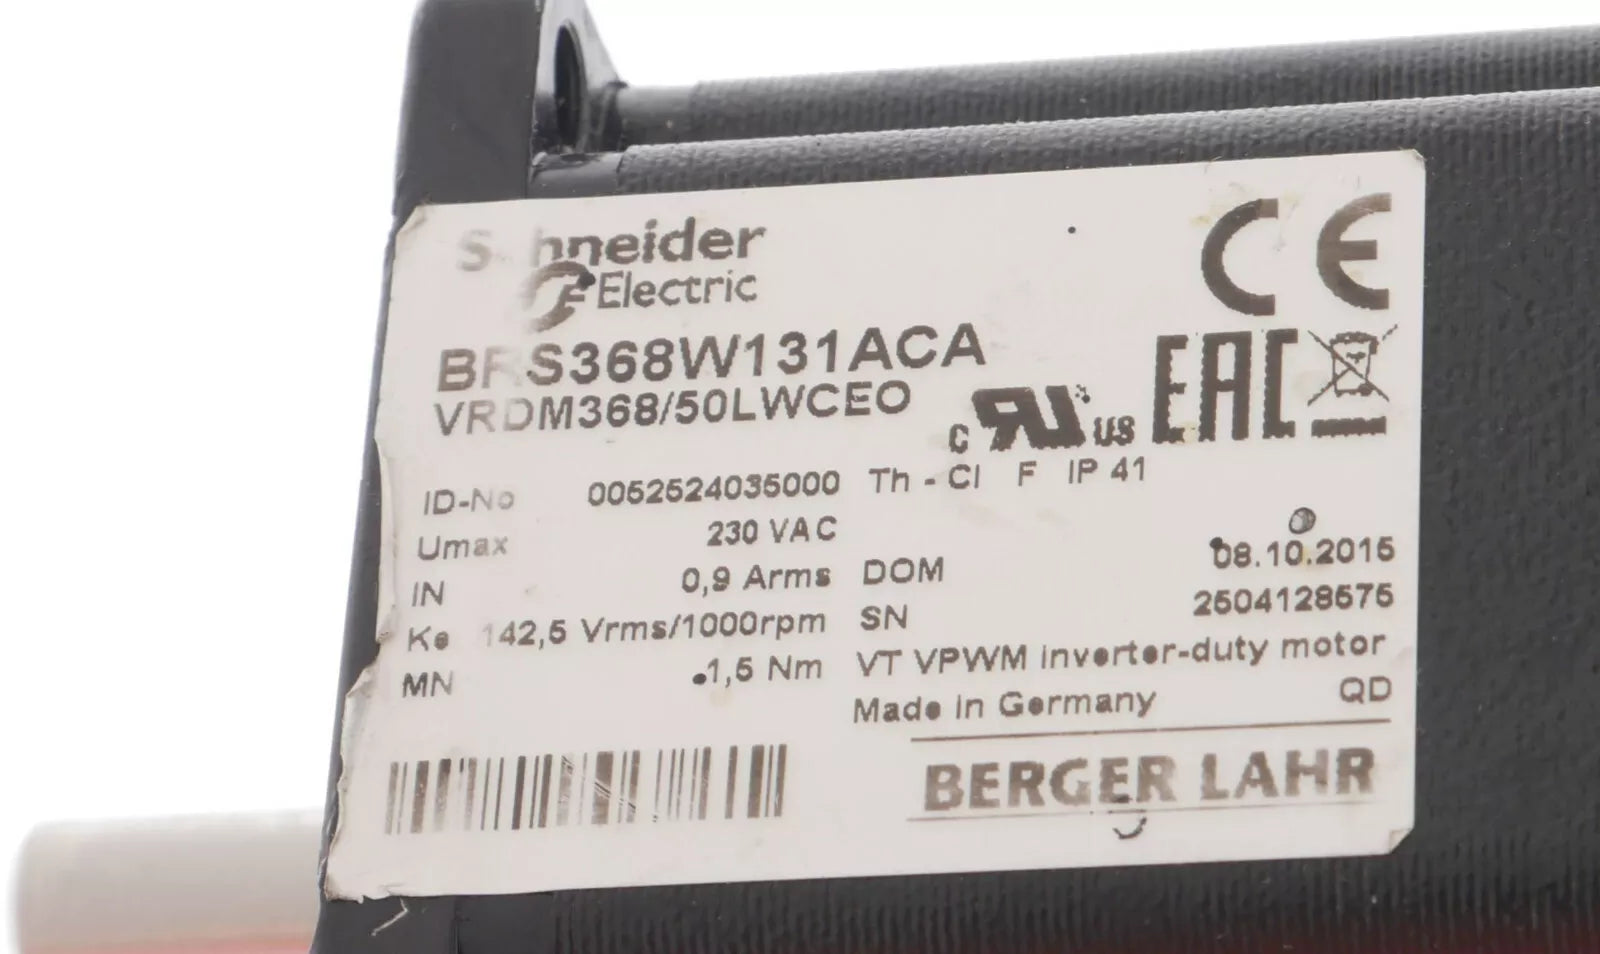 Schneider
Electric
CE
BRS368W131ACA
VRDM368/50LWCEO
c RU us
EAC
ID-No 0052524035000 Th - Cl F IP 41
Umax 230 VAC
IN 0,9 Arms DOM 08.10.2015
Ke 142,5 Vrms/1000rpm SN 2504128575
MN 1,5 Nm VT VPWM inverter-duty motor
Made in Germany QD
BERGER LAHR